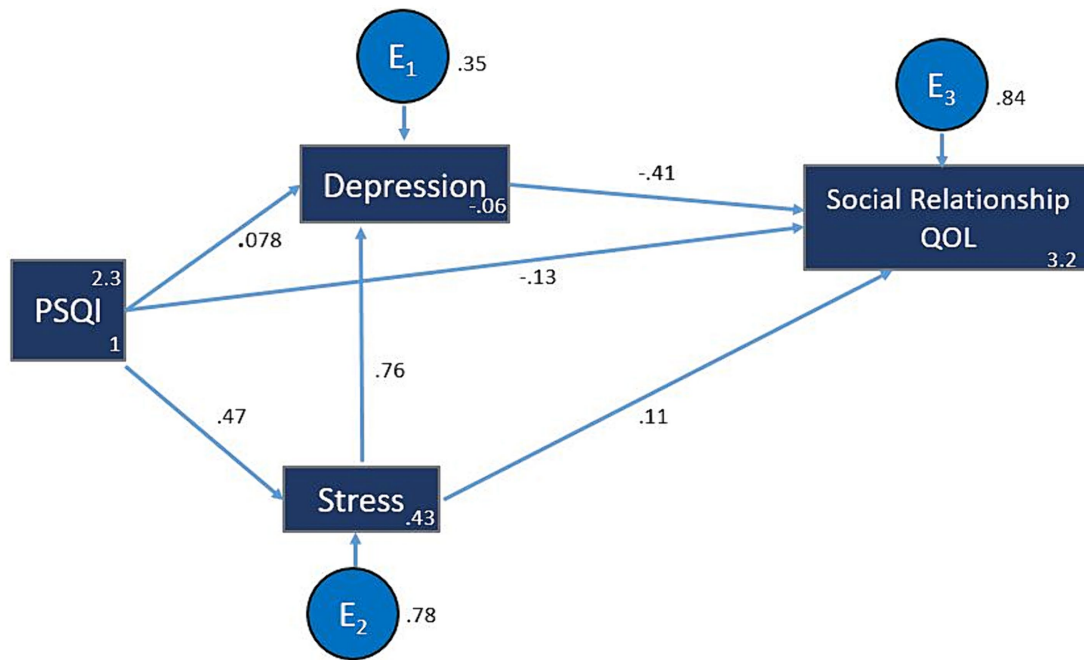 E₁
.35
E₃
.84
Depression
-.06
-.41
Social Relationship
QOL
3.2
.078
-.13
2.3
PSQI
1
.76
.47
.11
Stress
.43
E₂
.78